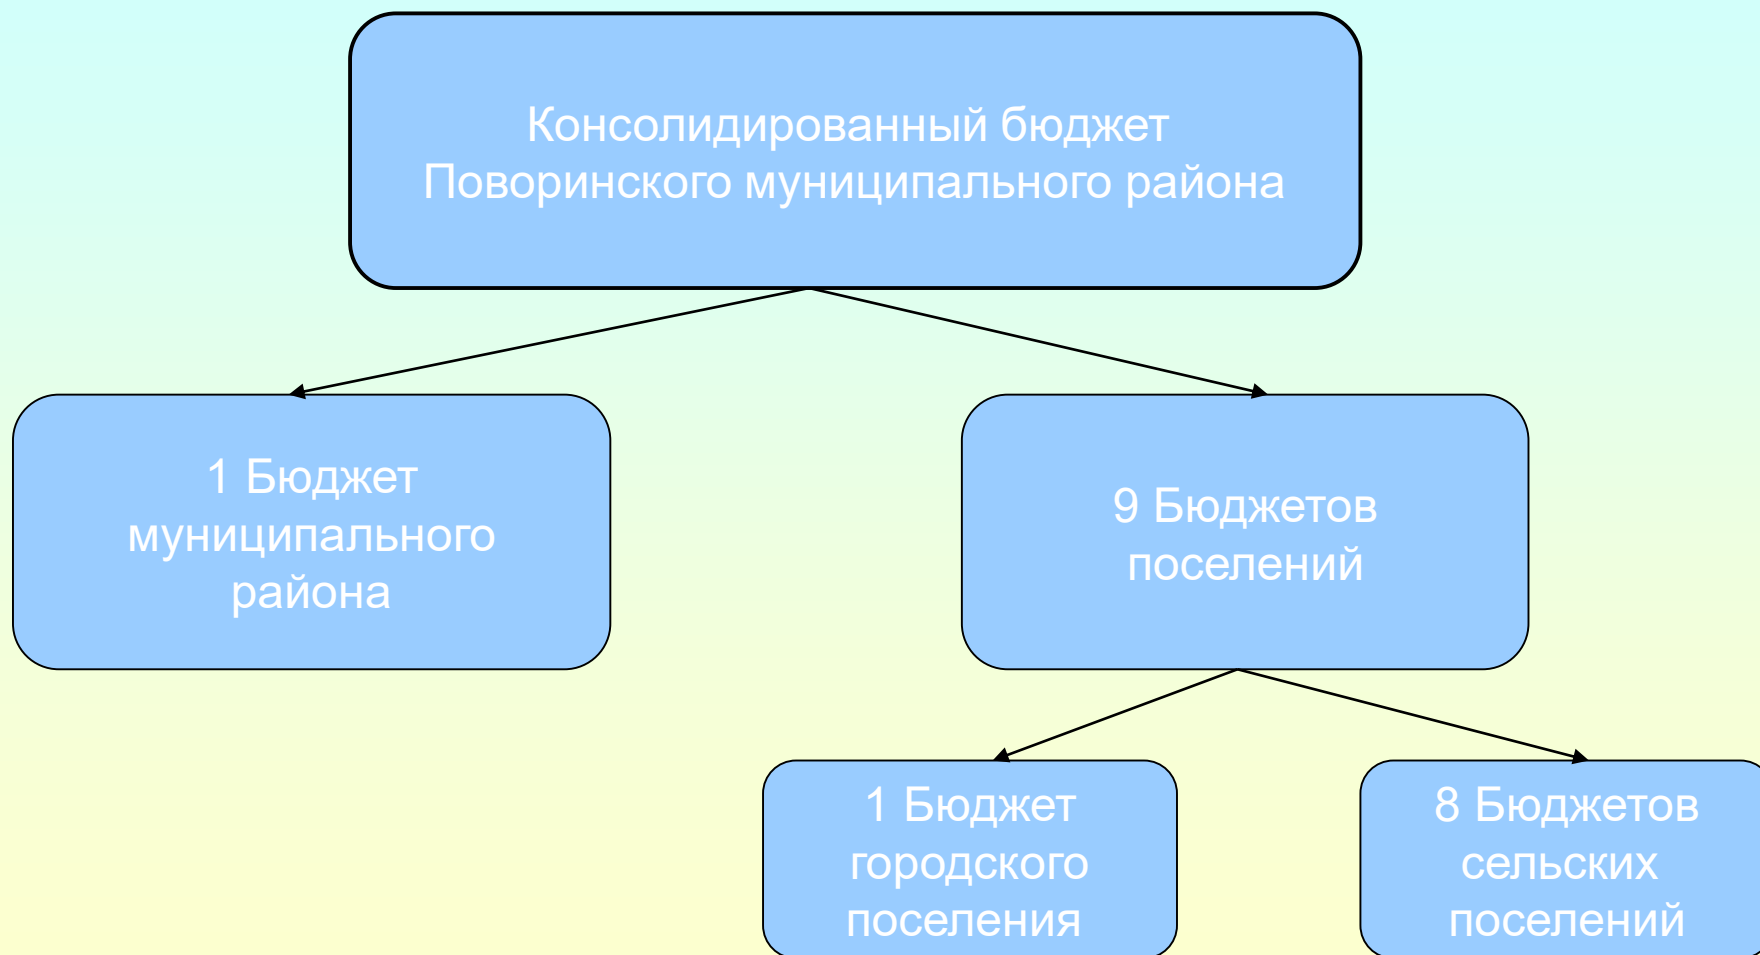 Консолидированный бюджет
Поворинского муниципального района
1 Бюджет
муниципального
района
9 Бюджетов
поселений
1 Бюджет
городского
поселения
8 Бюджетов
сельских
поселений